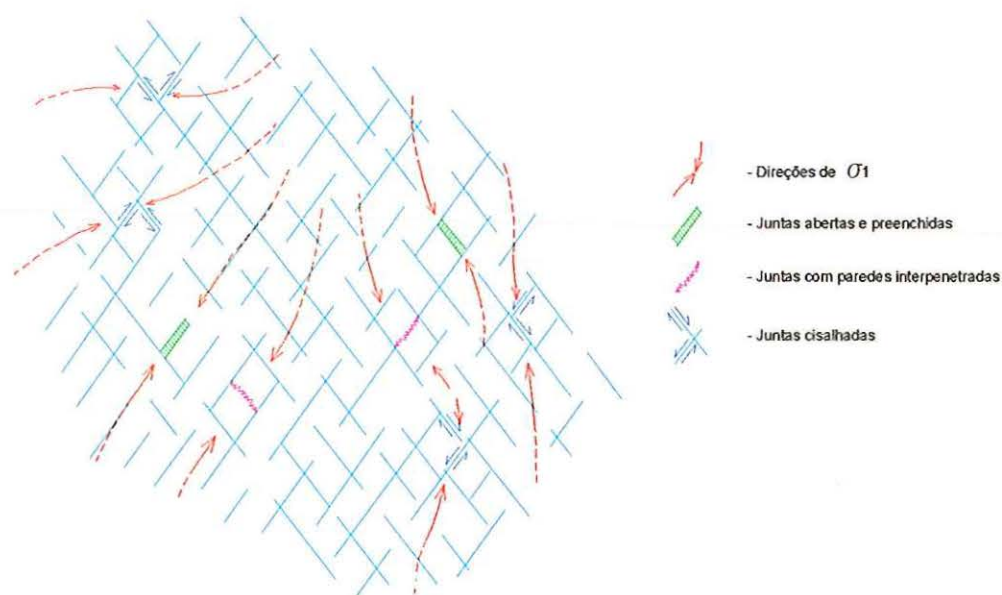 - Direções de σ1
- Juntas abertas e preenchidas
- Juntas com paredes interpenetradas
- Juntas cisalhadas